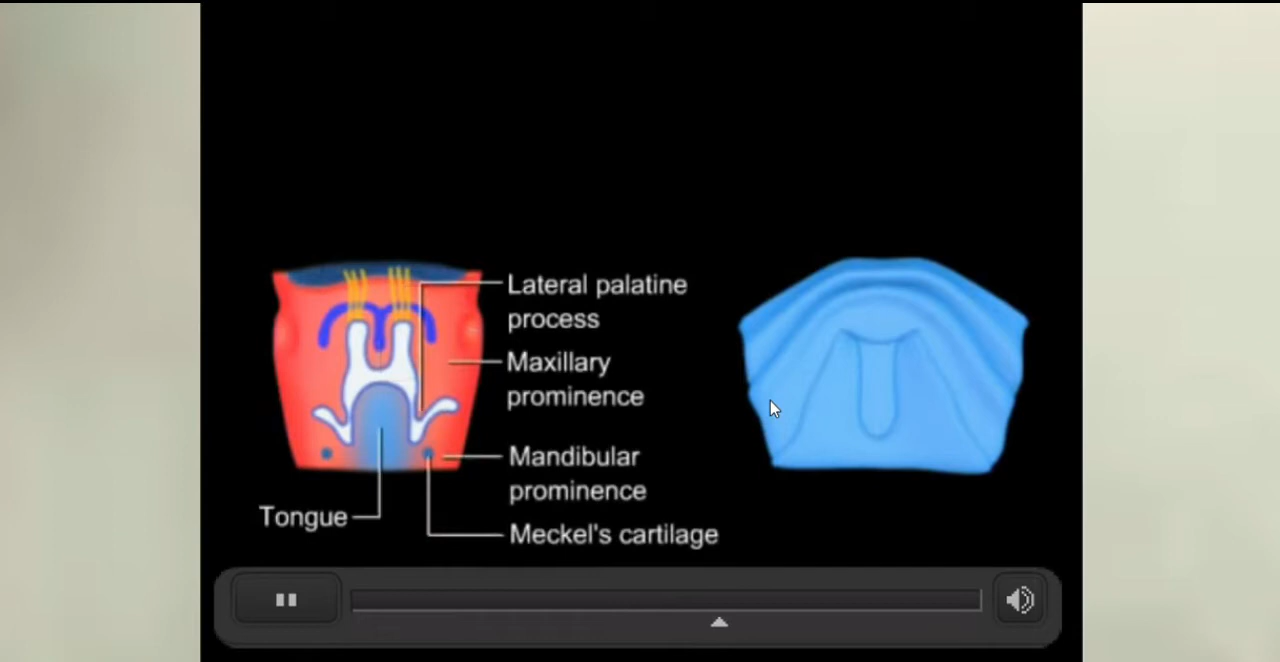 Lateral palatine
process
Maxillary
prominence
Mandibular
prominence
Tongue
Meckel's cartilage